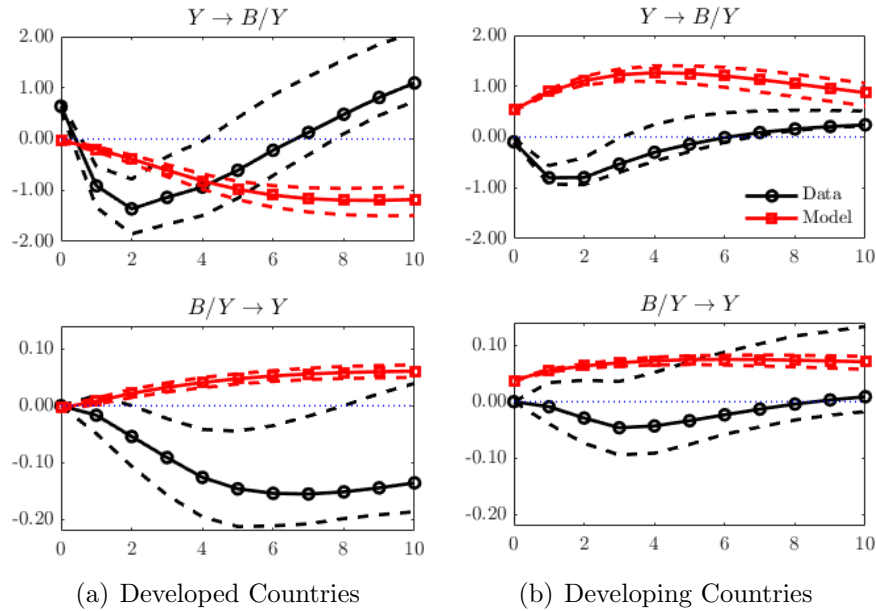 Y → B/Y
2.00
1.00
0.00
-1.00
-2.00
0 2 4 6 8 10
B/Y → Y
0.10
0.00
-0.10
-0.20
0 2 4 6 8 10
(a) Developed Countries
Y → B/Y
2.00
1.00
0.00
-1.00
-2.00
Data
Model
0 2 4 6 8 10
B/Y → Y
0.10
0.00
-0.10
-0.20
0 2 4 6 8 10
(b) Developing Countries